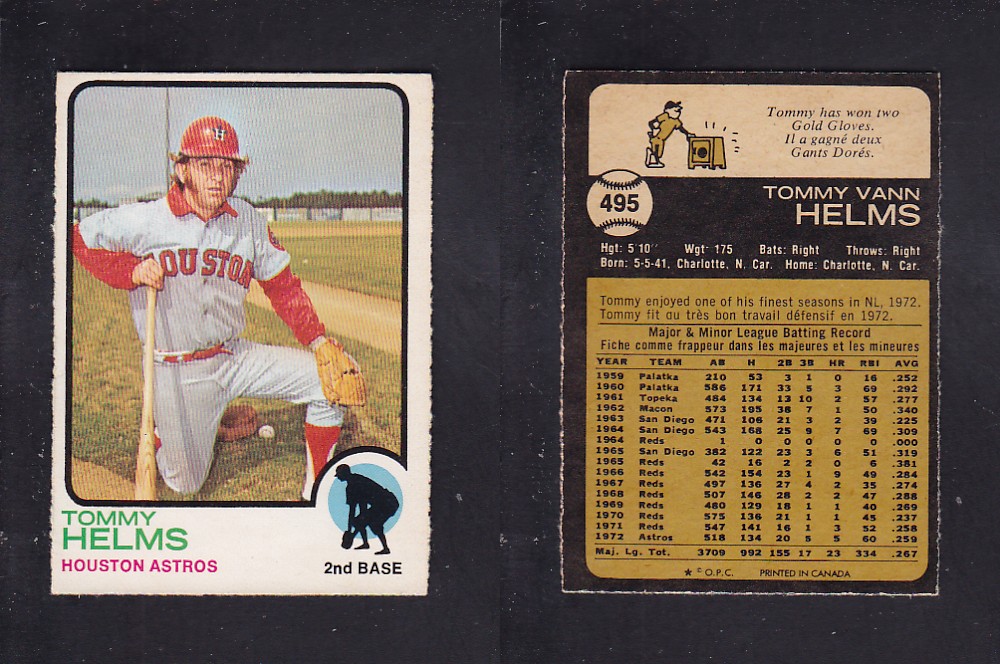 H
HOUSTON
TOMMY
HELMS
HOUSTON ASTROS
2nd BASE
Tommy has won two
Gold Gloves.
Il a gagné deux
Gants Dorés.
495
TOMMY VANN
HELMS
Hgt: 5 10" Wgt: 175 Bats: Right Throws: Right
Born: 5-5-41, Charlotte, N. Car. Home: Charlotte, N. Car.
Tommy enjoyed one of his finest seasons in NL, 1972.
Tommy fit au très bon travail défensif en 1972.
Major & Minor League Batting Record
Fiche comme frappeur dans les majeures et les mineures
YEAR TEAM AB H 2B 3B HR RBI AVG
1959 Palatka 210 53 3 1 0 16 .252
1960 Palatka 586 171 33 5 3 69 .292
1961 Topeka 484 134 13 10 2 57 .277
1962 Macon 573 195 38 7 1 50 .340
1963 San Diego 471 106 21 3 2 39 .225
1964 San Diego 543 168 25 9 7 69 .309
1964 Reds 1 0 0 0 0 0 .000
1965 San Diego 382 122 23 3 6 51 .319
1965 Reds 42 16 2 2 0 6 .381
1966 Reds 542 154 23 1 9 49 .284
1967 Reds 497 136 27 4 2 35 .274
1968 Reds 507 146 28 2 2 47 .288
1969 Reds 480 129 18 1 1 40 .269
1970 Reds 575 136 21 1 1 45 .237
1971 Reds 547 141 16 1 3 52 .258
1972 Astros 518 134 20 5 5 60 .259
Maj. Lg. Tot. 3709 992 155 17 23 334 .267
★ © O.P.C. PRINTED IN CANADA